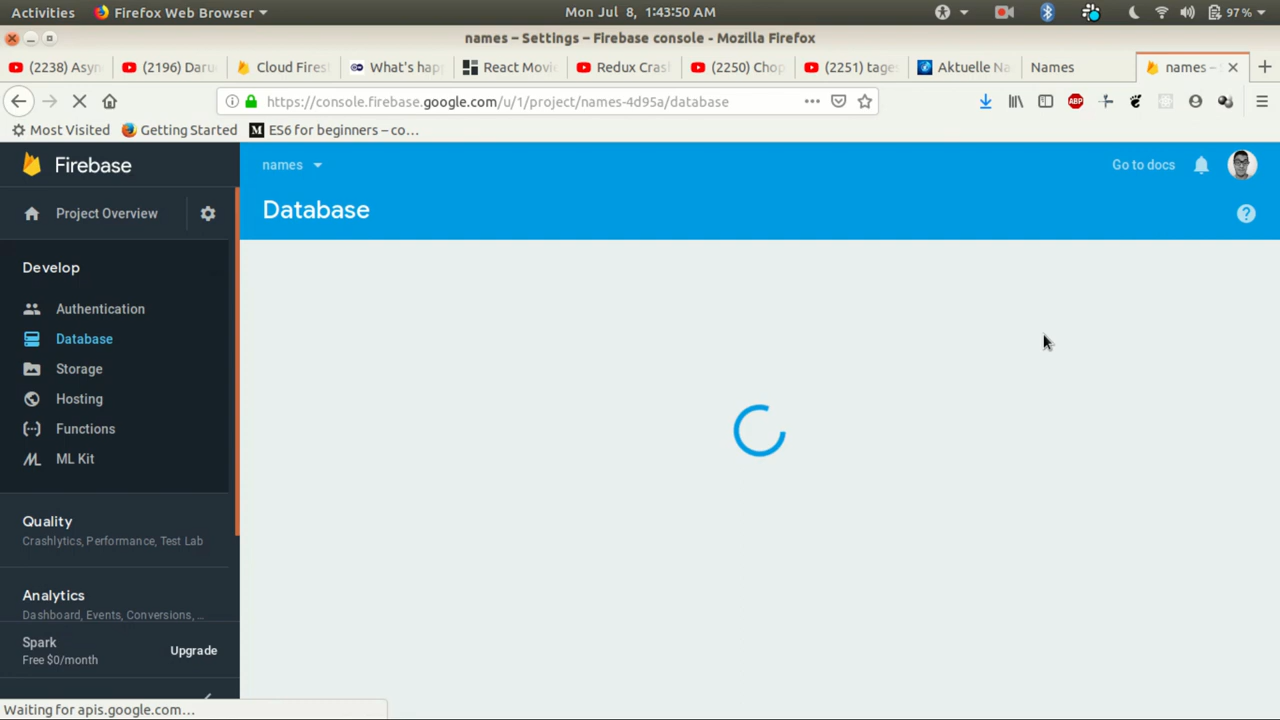 Activities Firefox Web Browser Mon Jul 8, 1:43:50 AM 97%
names – Settings – Firebase console - Mozilla Firefox
(2238) Asyn (2196) Daru Cloud Fires What's hap React Movi Redux Cras (2250) Chop (2251) tages Aktuelle Na Names names –
https://console.firebase.google.com/u/1/project/names-4d95a/database ABP
Most Visited Getting Started M ES6 for beginners – co…
Firebase names Go to docs
Project Overview Database ?
Develop
Authentication
Database
Storage
Hosting
Functions
ML Kit
Quality
Crashlytics, Performance, Test Lab
Analytics
Dashboard, Events, Conversions, …
Spark
Free $0/month Upgrade
Waiting for apis.google.com…